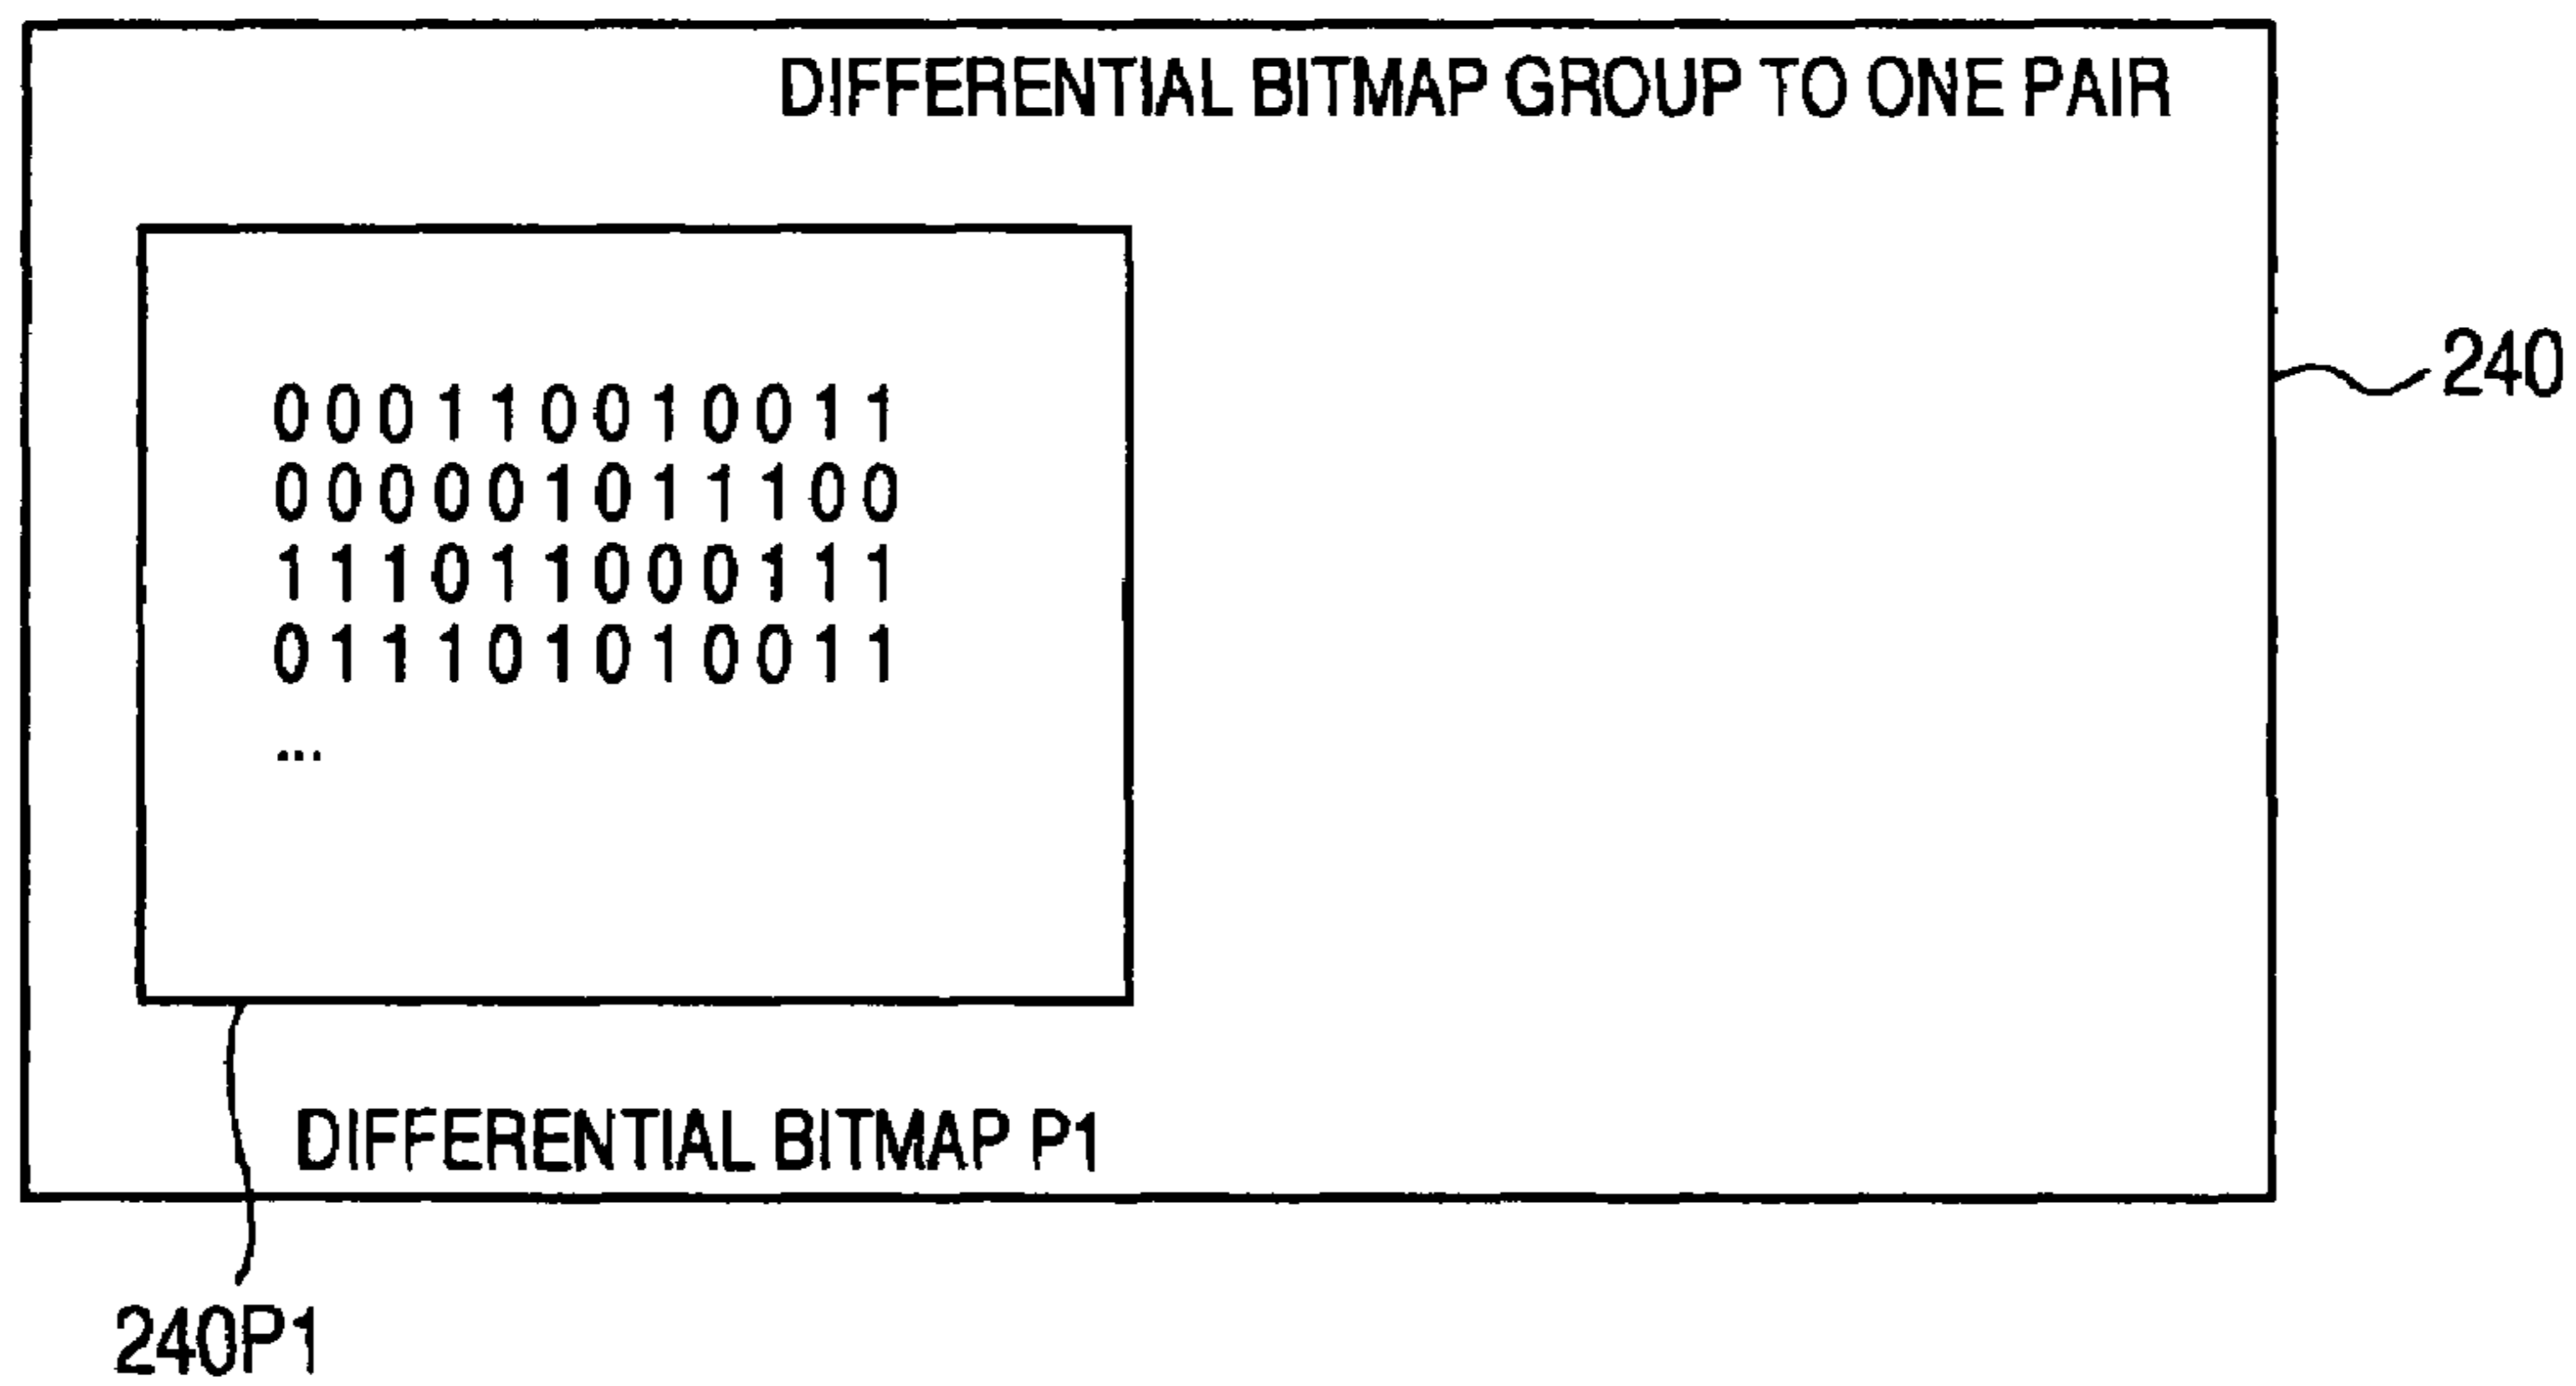 DIFFERENTIAL BITMAP GROUP TO ONE PAIR
0 0 0 1 1 0 0 1 0 0 1 1
0 0 0 0 0 1 0 1 1 1 0 0
1 1 1 0 1 1 0 0 0 1 1 1
0 1 1 1 0 1 0 1 0 0 1 1
...
240
DIFFERENTIAL BITMAP P1
240P1